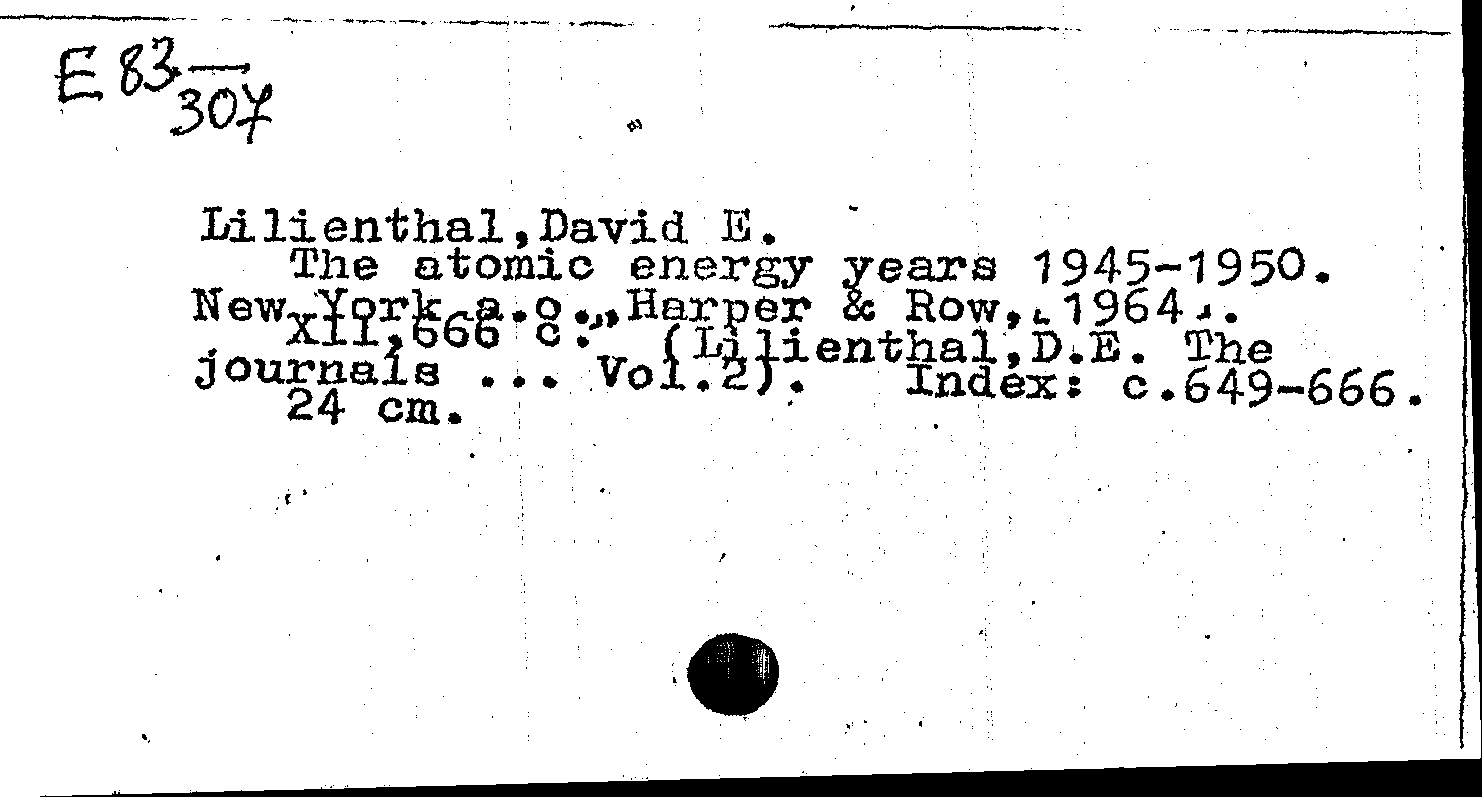 E 83—
307
Lilienthal,David E.
The atomic energy years 1945-1950.
New York a.o.,Harper & Row,[1964].
XII,666 c. (Lilienthal,D.E. The
journals ... Vol.2). Index: c.649-666.
24 cm.